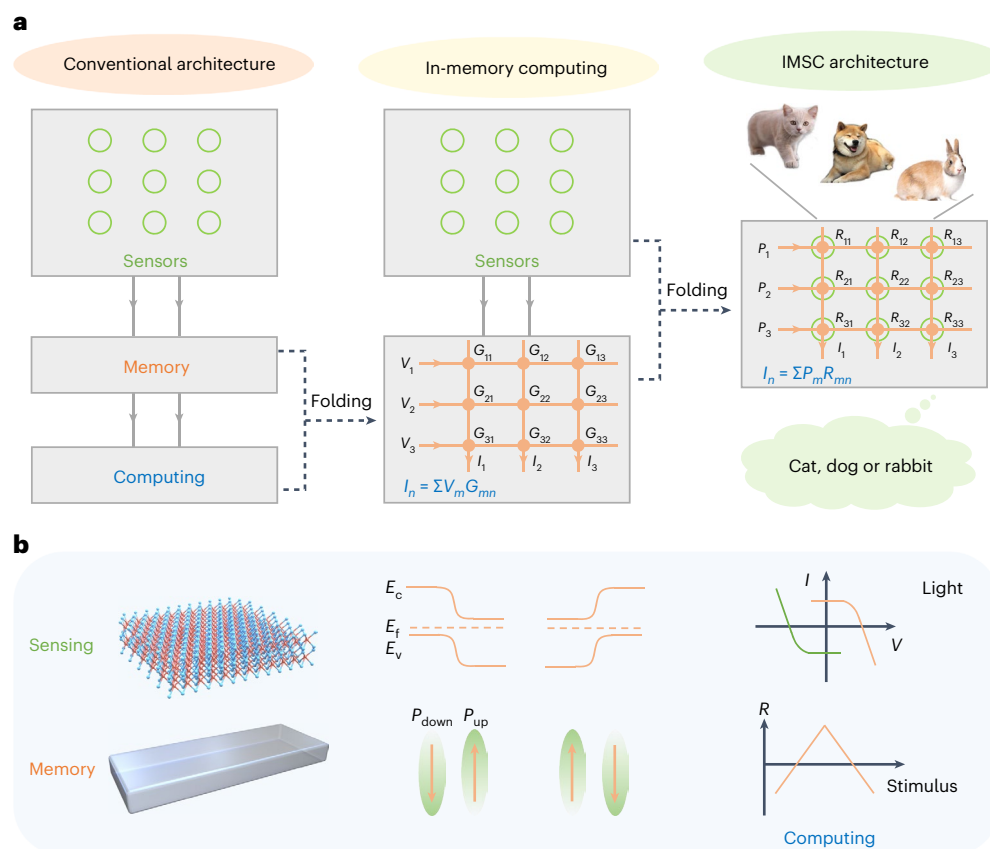 a
Conventional architecture
In-memory computing
IMSC architecture
Sensors
Memory
Computing
Folding
Sensors
V1 G11 G12 G13
V2 G21 G22 G23
V3 G31 G32 G33
I1 I2 I3
In = ΣVmGmn
Folding
P1 R11 R12 R13
P2 R21 R22 R23
P3 R31 R32 R33
I1 I2 I3
In = ΣPmRmn
Cat, dog or rabbit
b
Sensing
Ec
Ef
Ev
I
Light
V
Memory
Pdown Pup
R
Stimulus
Computing